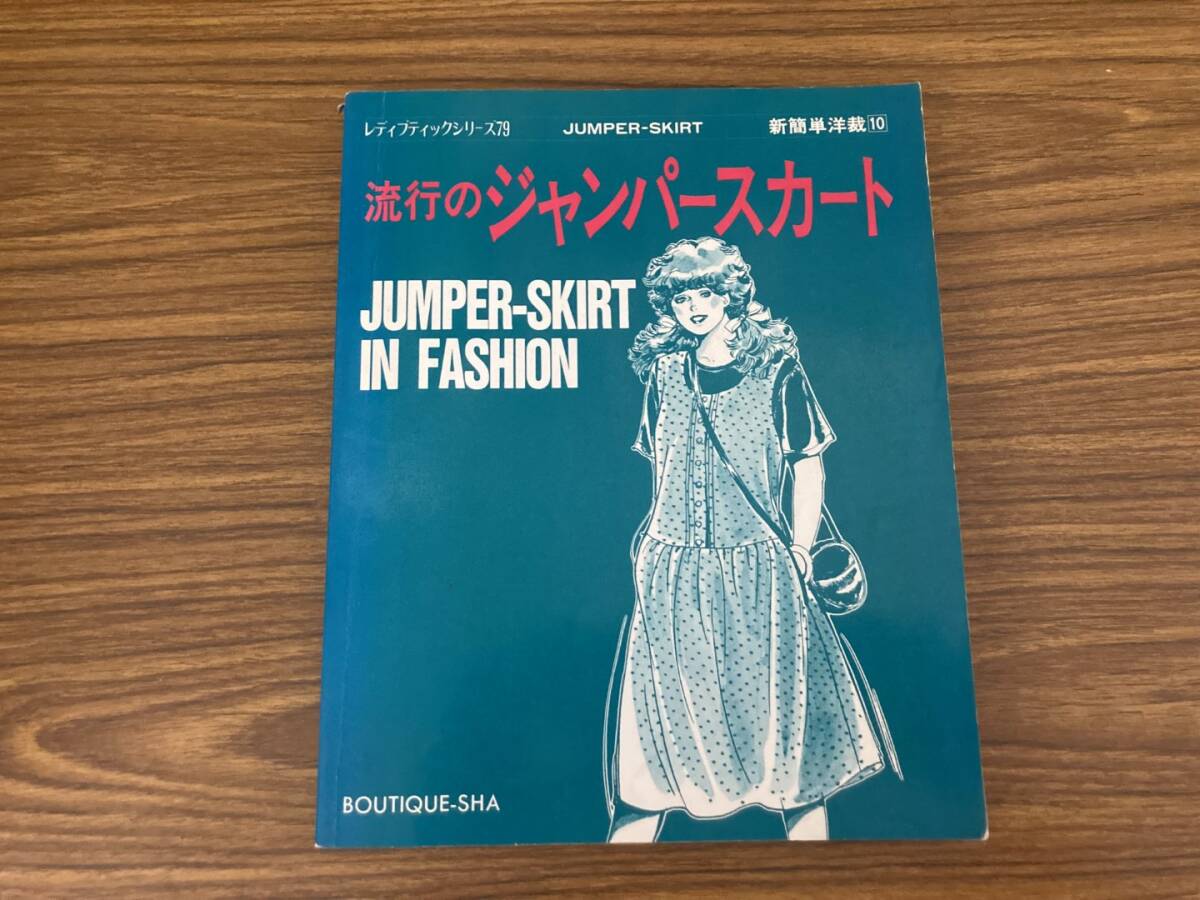 レディブティックシリーズ79 JUMPER-SKIRT 新簡単洋裁10
流行のジャンパースカート
JUMPER-SKIRT
IN FASHION
BOUTIQUE-SHA